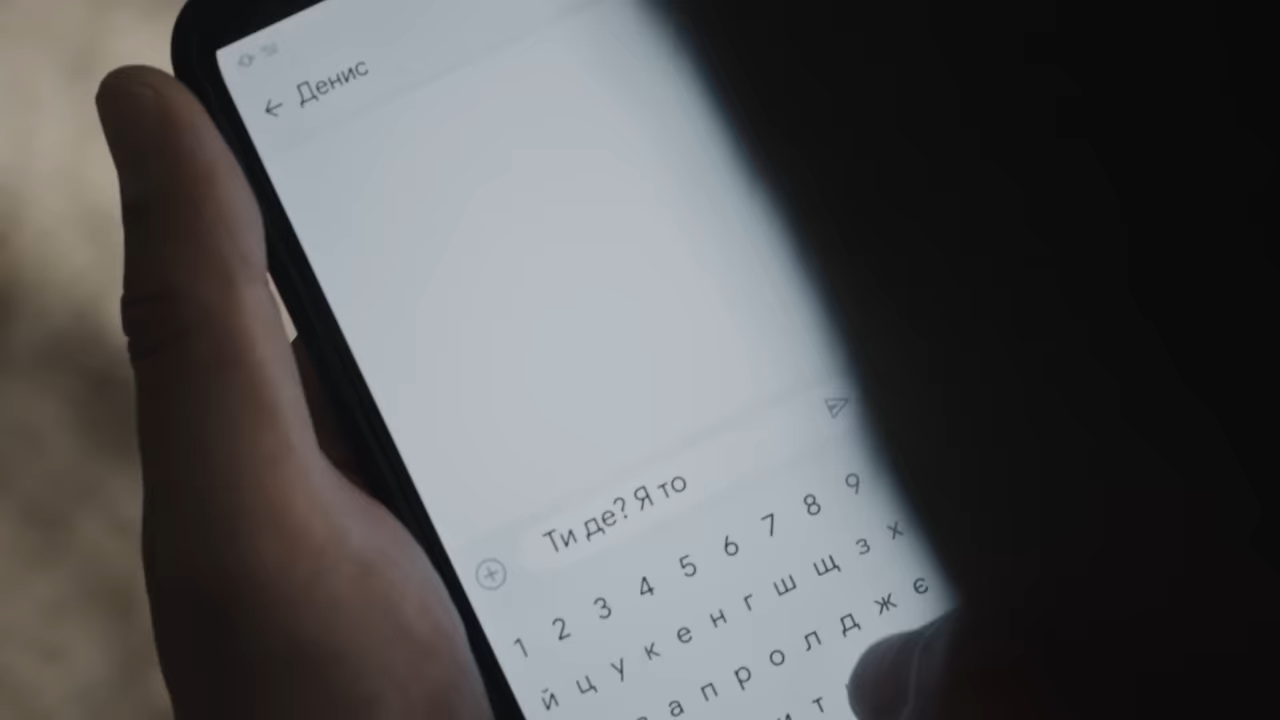 Денис
Ти де? Я то
1 2 3 4 5 6 7 8 9
й ц у к е н г ш щ з х
а п р о л д ж є
и т